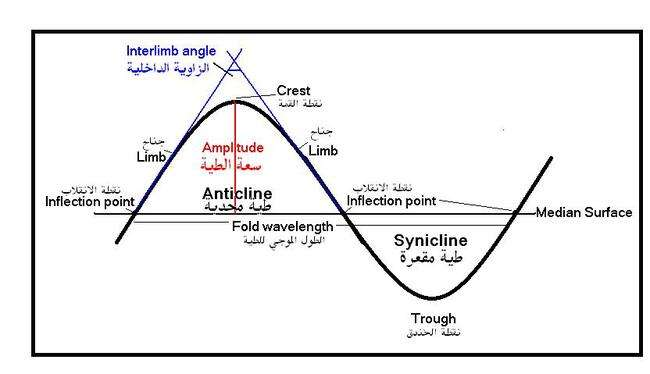 Interlimb angle
الزاوية الداخلية
Crest
نقطة القمة
جناح
Limb
جناح
Limb
Amplitude
سعة الطية
نقطة الانقلاب
Inflection point
Anticline
طية محدبة
نقطة الانقلاب
Inflection point
Median Surface
Fold wavelength
الطول الموجي للطية
Synicline
طية مقعرة
Trough
نقطة الخندق